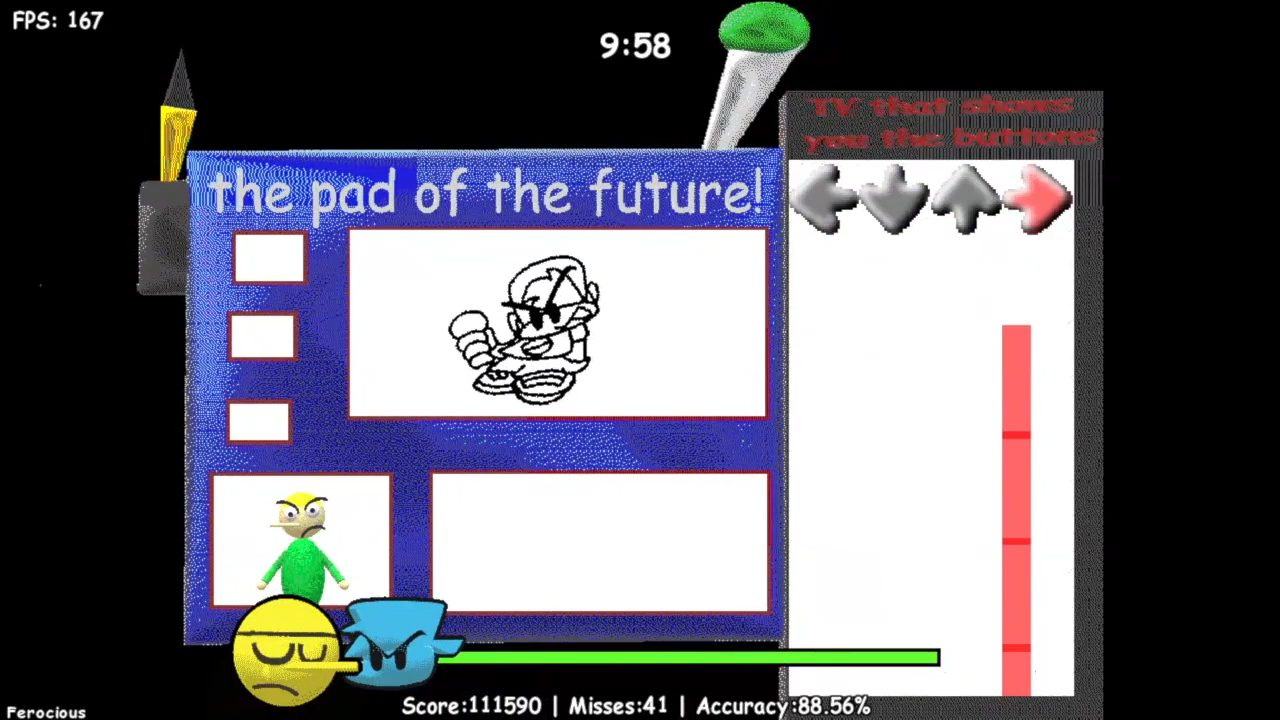 FPS: 167
9:58
TV that shows
you the buttons
the pad of the future!
Score:111590 | Misses:41 | Accuracy:88.56%
Ferocious